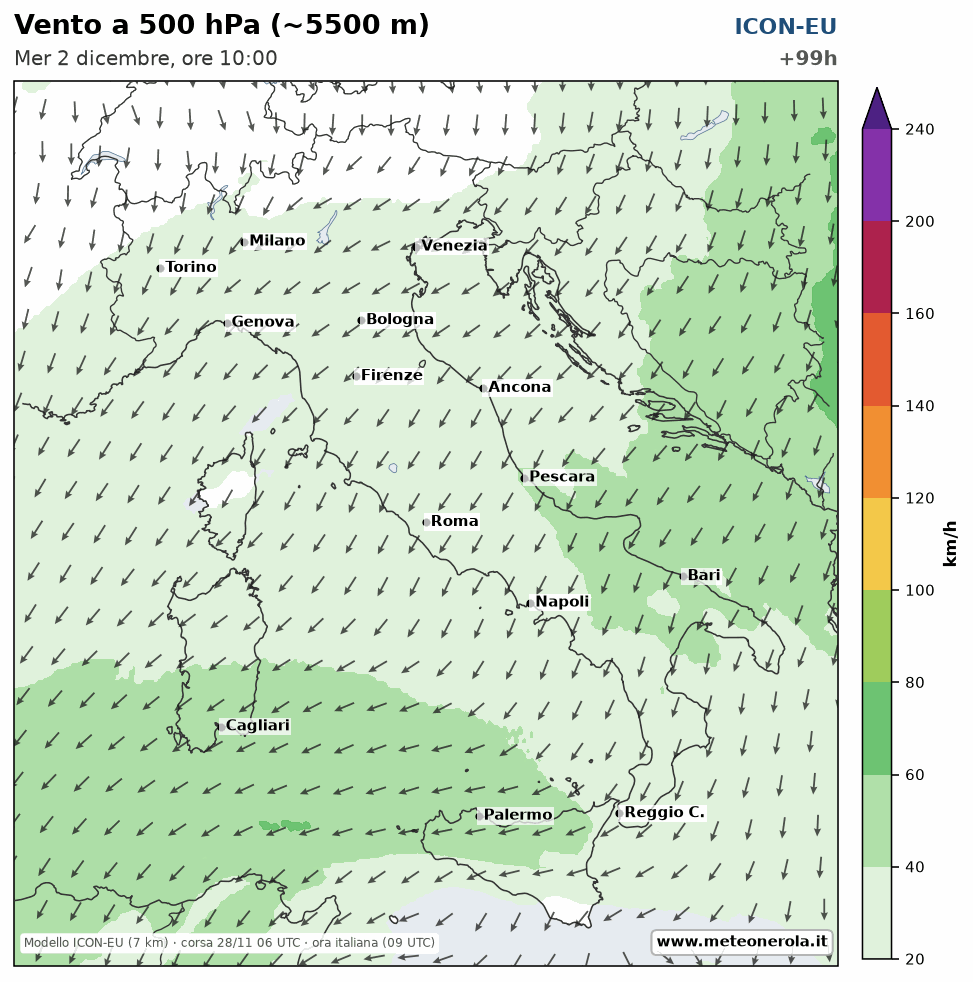 Vento a 500 hPa (~5500 m)
ICON-EU
Mer 2 dicembre, ore 10:00
+99h
Milano
Venezia
Torino
Genova
Bologna
Firenze
Ancona
Pescara
Roma
Bari
Napoli
Cagliari
Palermo
Reggio C.
240
200
160
140
120
100
80
60
40
20
km/h
Modello ICON-EU (7 km) · corsa 28/11 06 UTC · ora italiana (09 UTC)
www.meteonerola.it